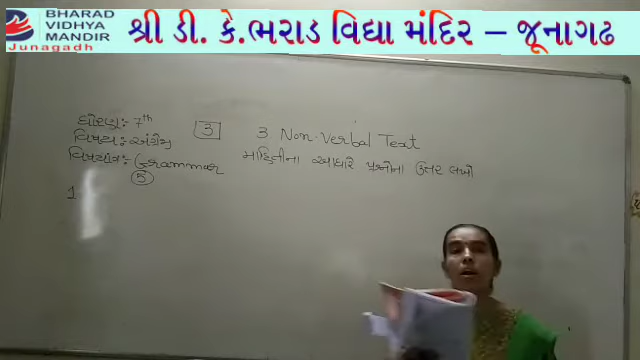 BHARAD
VIDHYA
MANDIR
Junagadh
શ્રી ડી. કે.ભરાડ વિદ્યા મંદિર – જૂનાગઢ
ધોરણ :- 7th
વિષય :- અંગ્રેજી
વિષયાંગ :- Grammar
5
3
3 Non-Verbal Text
માહિતીના આધારે પ્રશ્નોના ઉત્તર લખો
1